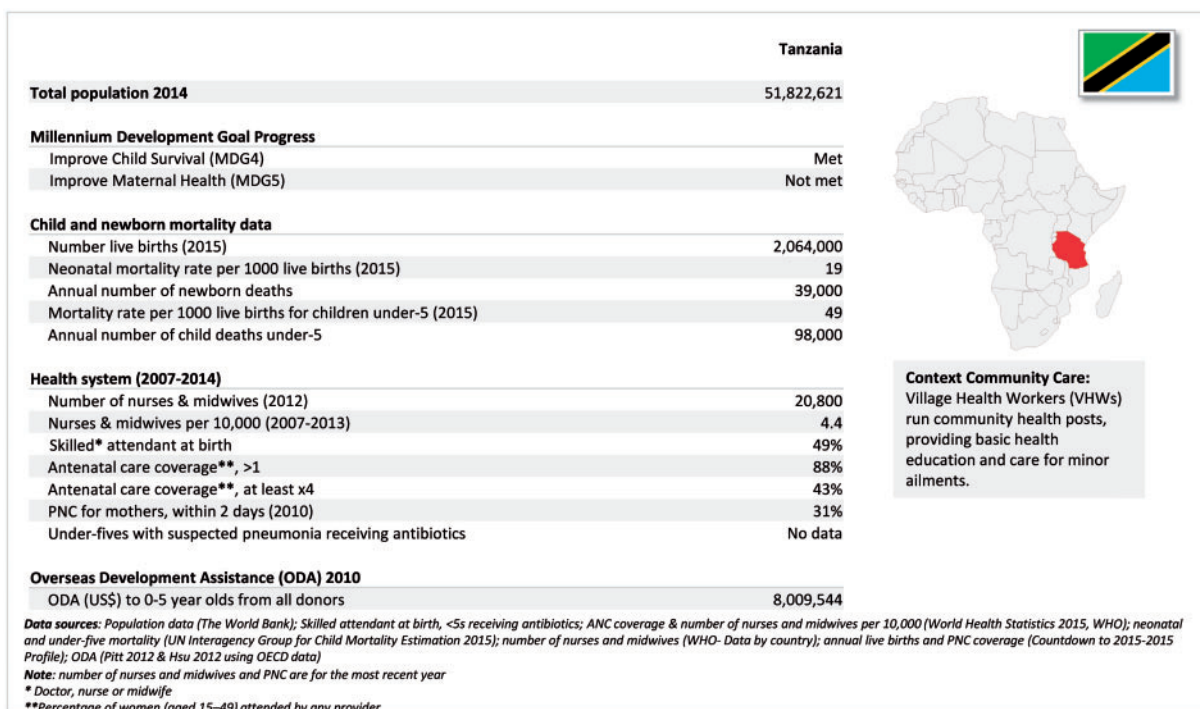 Tanzania
Total population 2014 51,822,621
Millennium Development Goal Progress
Improve Child Survival (MDG4) Met
Improve Maternal Health (MDG5) Not met
Child and newborn mortality data
Number live births (2015) 2,064,000
Neonatal mortality rate per 1000 live births (2015) 19
Annual number of newborn deaths 39,000
Mortality rate per 1000 live births for children under-5 (2015) 49
Annual number of child deaths under-5 98,000
Health system (2007-2014)
Number of nurses & midwives (2012) 20,800
Nurses & midwives per 10,000 (2007-2013) 4.4
Skilled* attendant at birth 49%
Antenatal care coverage**, >1 88%
Antenatal care coverage**, at least x4 43%
PNC for mothers, within 2 days (2010) 31%
Under-fives with suspected pneumonia receiving antibiotics No data
Overseas Development Assistance (ODA) 2010
ODA (US$) to 0-5 year olds from all donors 8,009,544
Context Community Care:
Village Health Workers (VHWs)
run community health posts,
providing basic health
education and care for minor
ailments.
Data sources: Population data (The World Bank); Skilled attendant at birth, <5s receiving antibiotics; ANC coverage & number of nurses and midwives per 10,000 (World Health Statistics 2015, WHO); neonatal
and under-five mortality (UN Interagency Group for Child Mortality Estimation 2015); number of nurses and midwives (WHO- Data by country); annual live births and PNC coverage (Countdown to 2015-2015
Profile); ODA (Pitt 2012 & Hsu 2012 using OECD data)
Note: number of nurses and midwives and PNC are for the most recent year
* Doctor, nurse or midwife
**Percentage of women (aged 15–49) attended by any provider